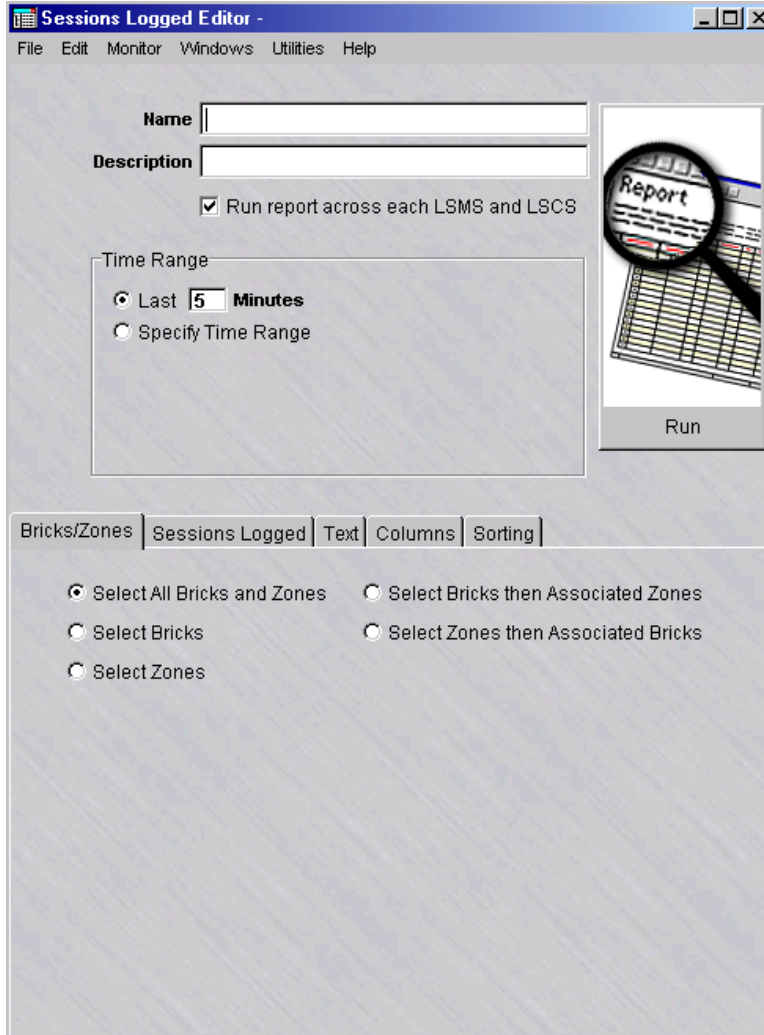 Sessions Logged Editor -
File Edit Monitor Windows Utilities Help
Name
Description
Run report across each LSMS and LSCS
Time Range
Last 5 Minutes
Specify Time Range
Report
Run
Bricks/Zones Sessions Logged Text Columns Sorting
Select All Bricks and Zones Select Bricks then Associated Zones
Select Bricks Select Zones then Associated Bricks
Select Zones